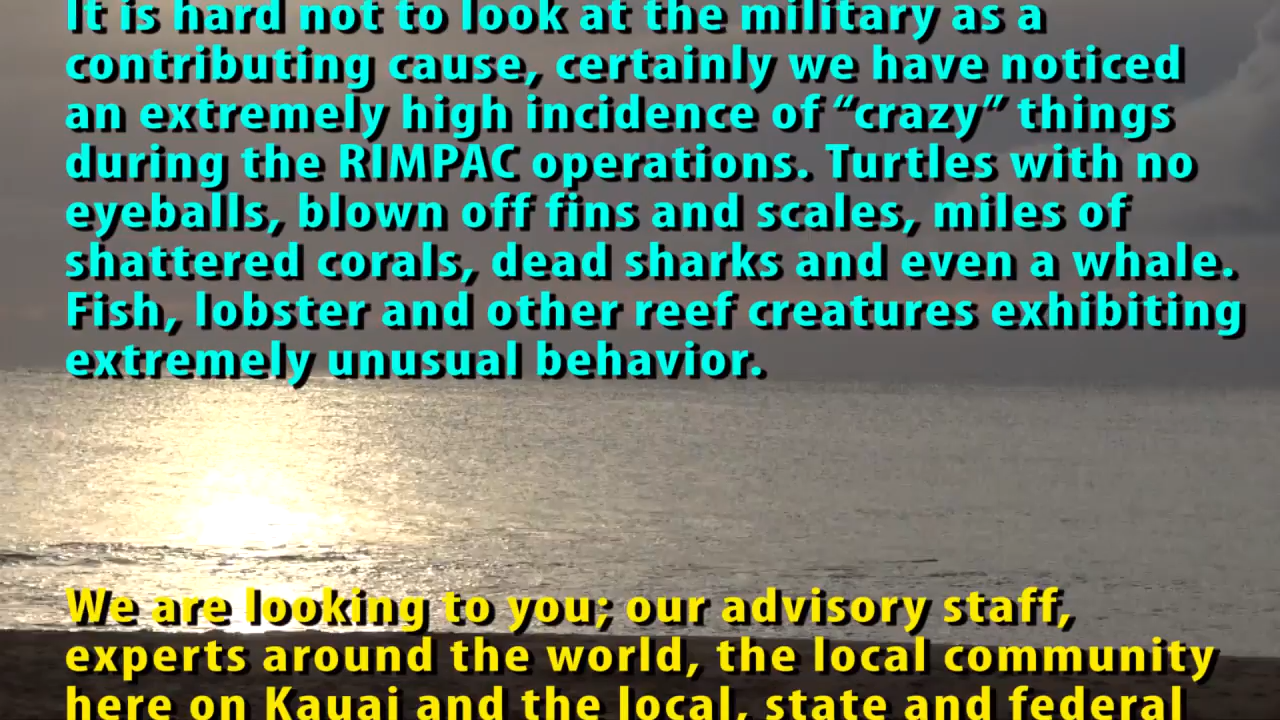 It is hard not to look at the military as a
contributing cause, certainly we have noticed
an extremely high incidence of “crazy” things
during the RIMPAC operations. Turtles with no
eyeballs, blown off fins and scales, miles of
shattered corals, dead sharks and even a whale.
Fish, lobster and other reef creatures exhibiting
extremely unusual behavior.
We are looking to you; our advisory staff,
experts around the world, the local community
here on Kauai and the local, state and federal